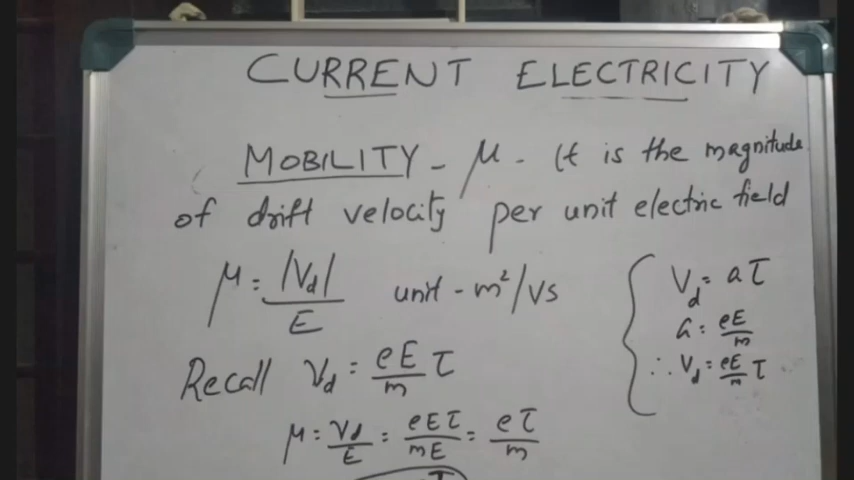 CURRENT ELECTRICITY
MOBILITY - μ - It is the magnitude
of drift velocity per unit electric field
μ = |Vd|/E unit - m²/Vs
Recall Vd = eE/m τ
μ = Vd/E = eEτ/mE = eτ/m
{ Vd = aτ
a = eE/m
∴ Vd = eE/m τ